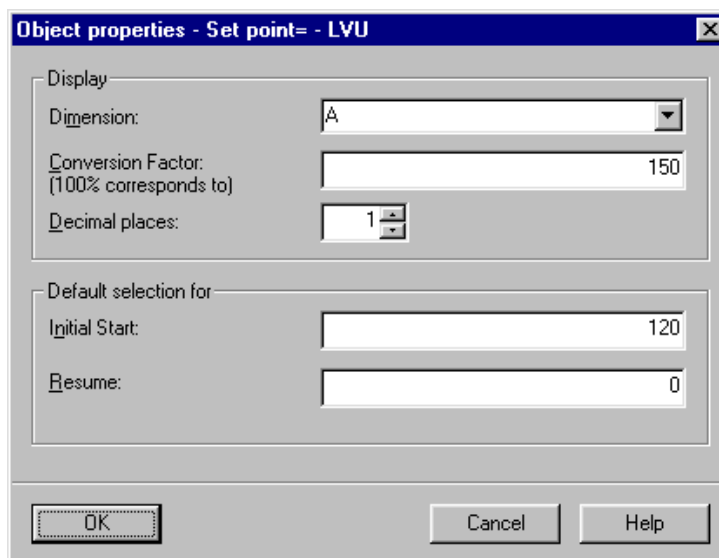 Object properties - Set point= - LVU
Display
Dimension:
A
Conversion Factor:
(100% corresponds to)
150
Decimal places:
1
Default selection for
Initial Start:
120
Resume:
0
OK
Cancel
Help